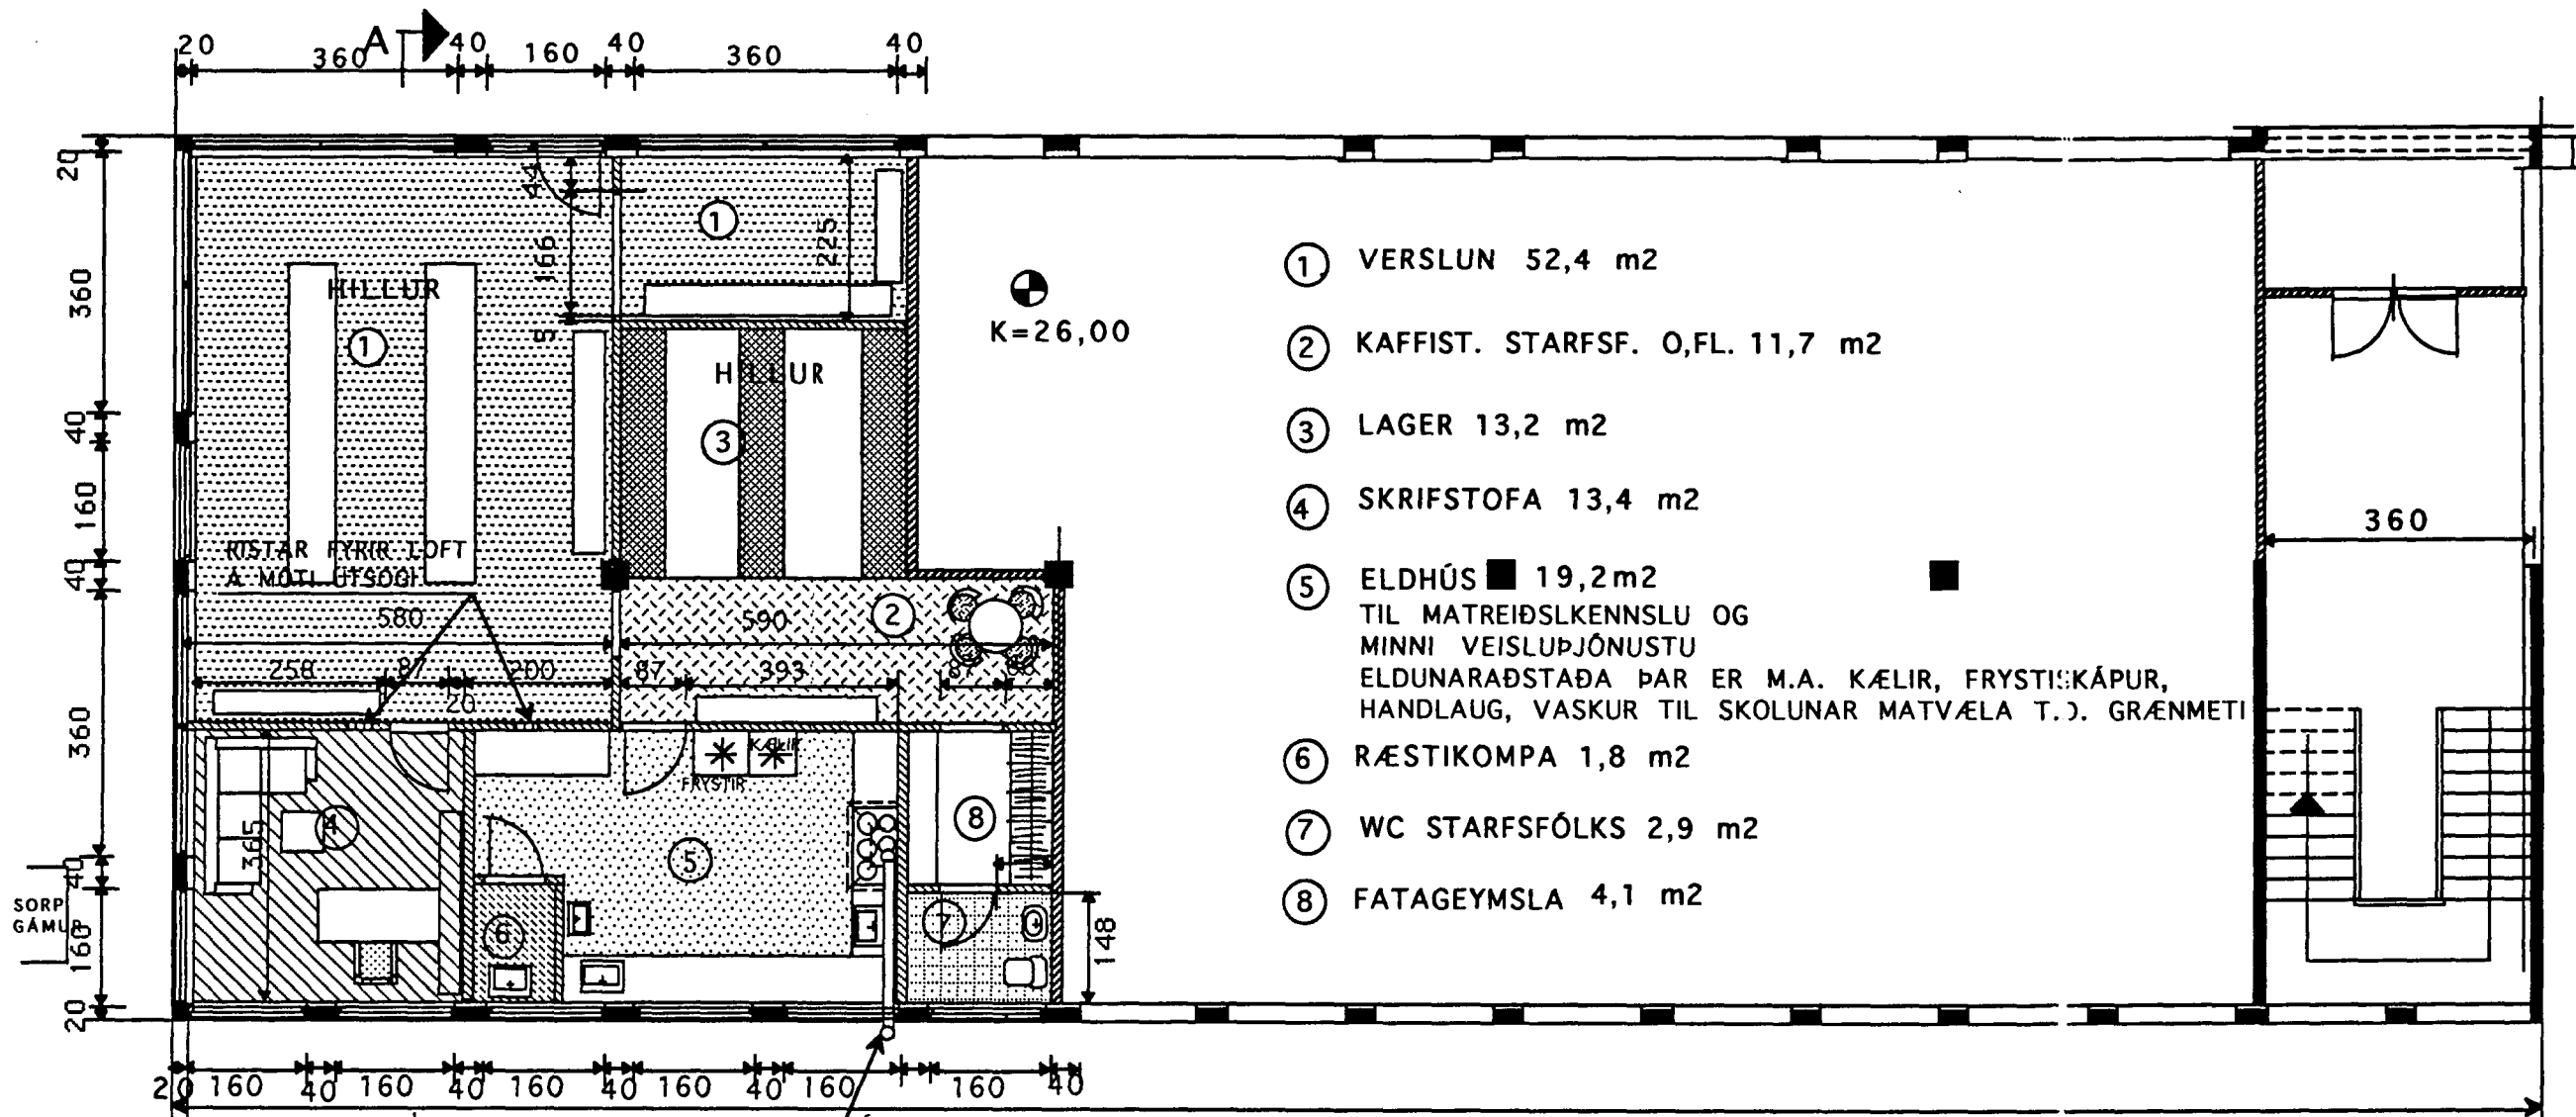 A
20 360 40 160 40 360 40
20
360
40
160
40
360
40
160
20
44
166
5
225
1
1
HILLUR
HILLUR
3
K=26,00
RISTAR FYRIR LOFT
A MOTI UTSOGI
580
590
2
258 87 200
20
87 393 87
KÆLIR
FRYSTIR
4
365
5
6
7
8
148
SORP
GÁMUR
1 VERSLUN 52,4 m2
2 KAFFIST. STARFSF. O,FL. 11,7 m2
3 LAGER 13,2 m2
4 SKRIFSTOFA 13,4 m2
5 ELDHÚS 19,2m2
TIL MATREIÐSLKENNSLU OG
MINNI VEISLUÞJÓNUSTU
ELDUNARAÐSTAÐA ÞAR ER M.A. KÆLIR, FRYSTISKÁPUR,
HANDLAUG, VASKUR TIL SKOLUNAR MATVÆLA T.D. GRÆNMETI
6 RÆSTIKOMPA 1,8 m2
7 WC STARFSFÓLKS 2,9 m2
8 FATAGEYMSLA 4,1 m2
360
20 160 40 160 40 160 40 160 40 160 160 40